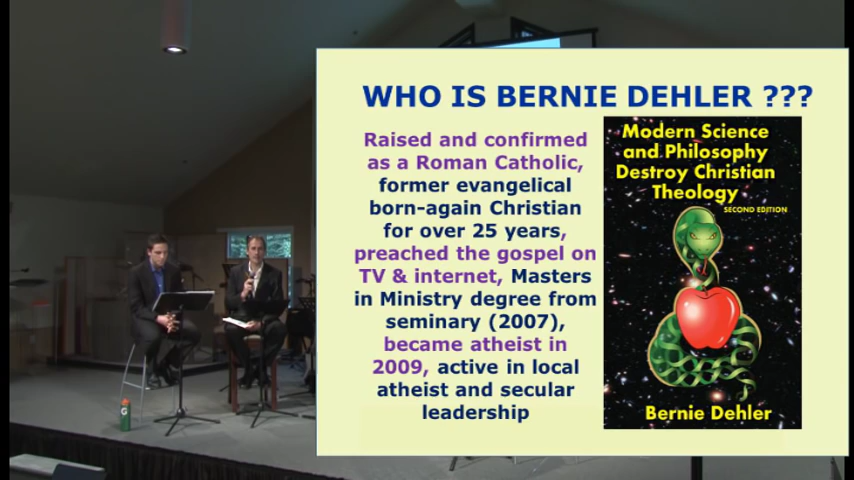 WHO IS BERNIE DEHLER ???
Raised and confirmed
as a Roman Catholic,
former evangelical
born-again Christian
for over 25 years,
preached the gospel on
TV & internet, Masters
in Ministry degree from
seminary (2007),
became atheist in
2009, active in local
atheist and secular
leadership
Modern Science
and Philosophy
Destroy Christian
Theology
SECOND EDITION
Bernie Dehler
G